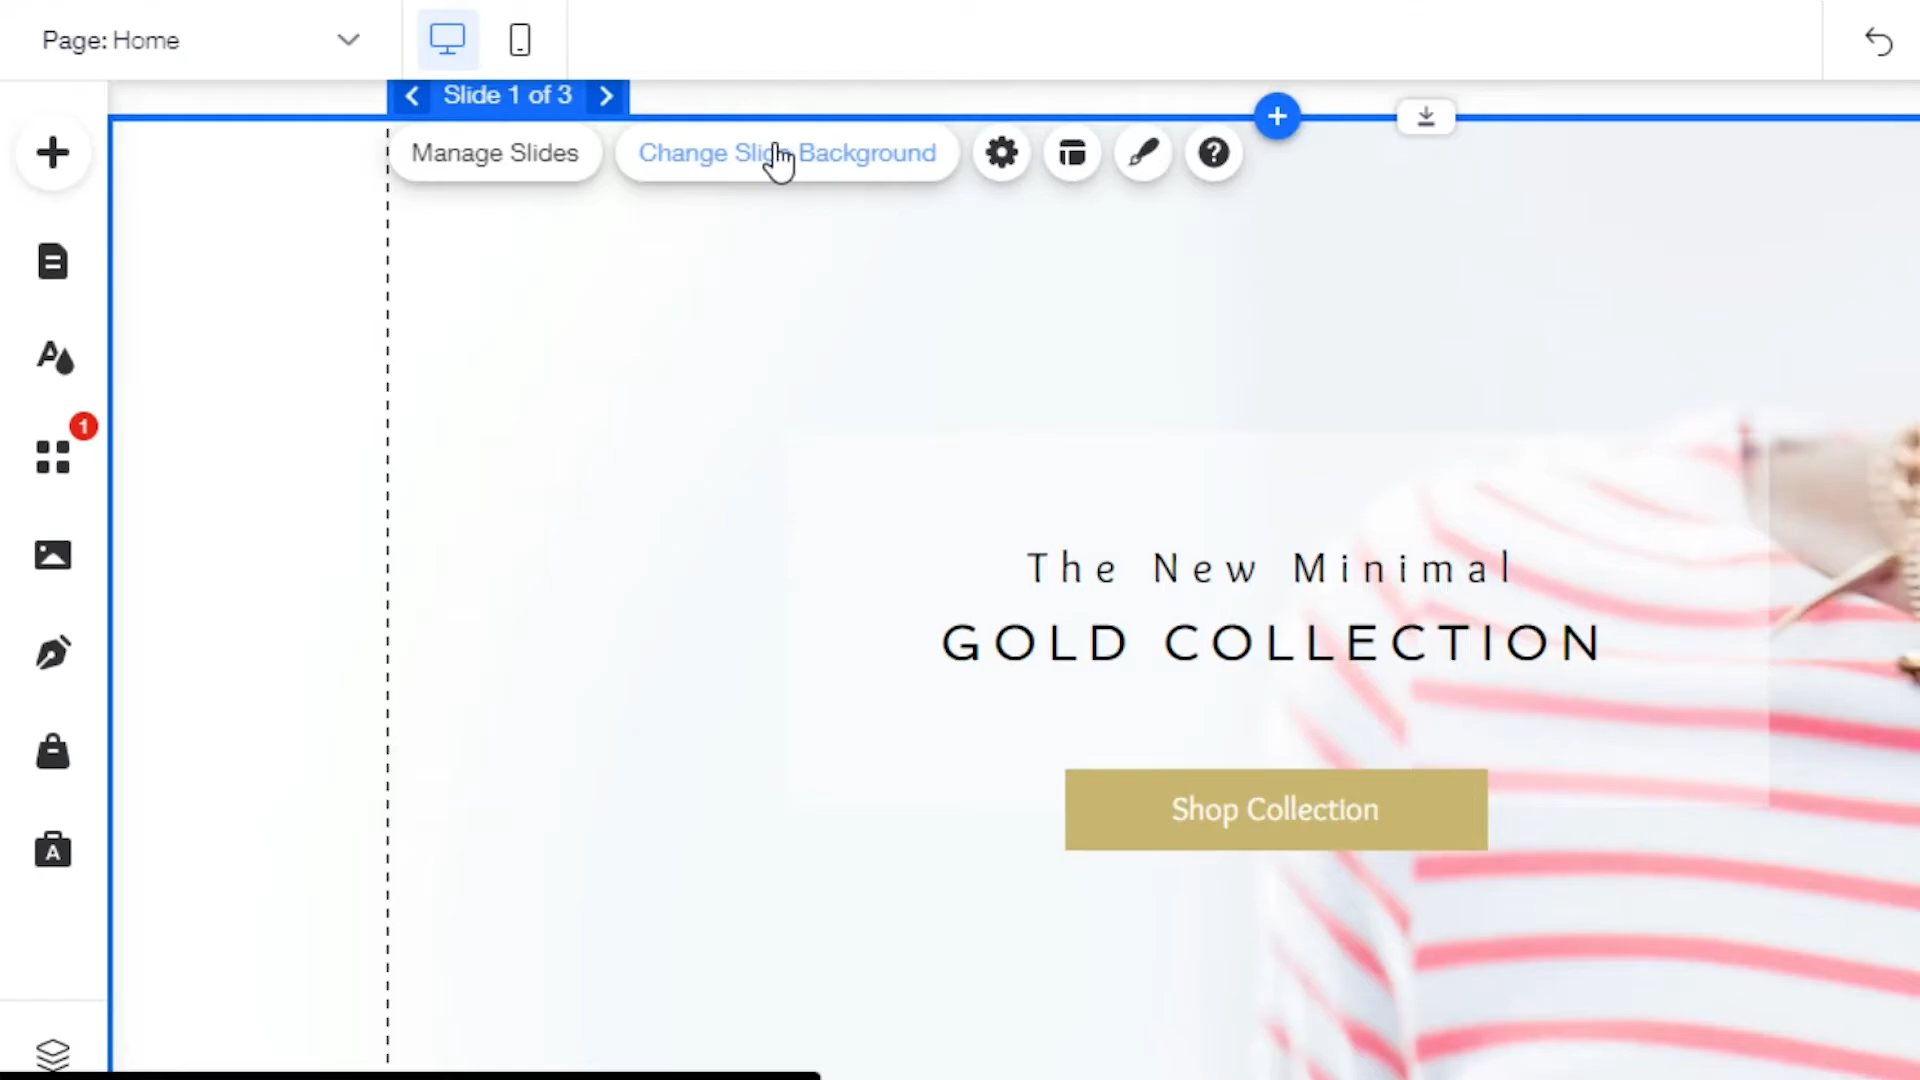 Page: Home
Slide 1 of 3
Manage Slides
Change Slide Background
1
The New Minimal
GOLD COLLECTION
Shop Collection
A